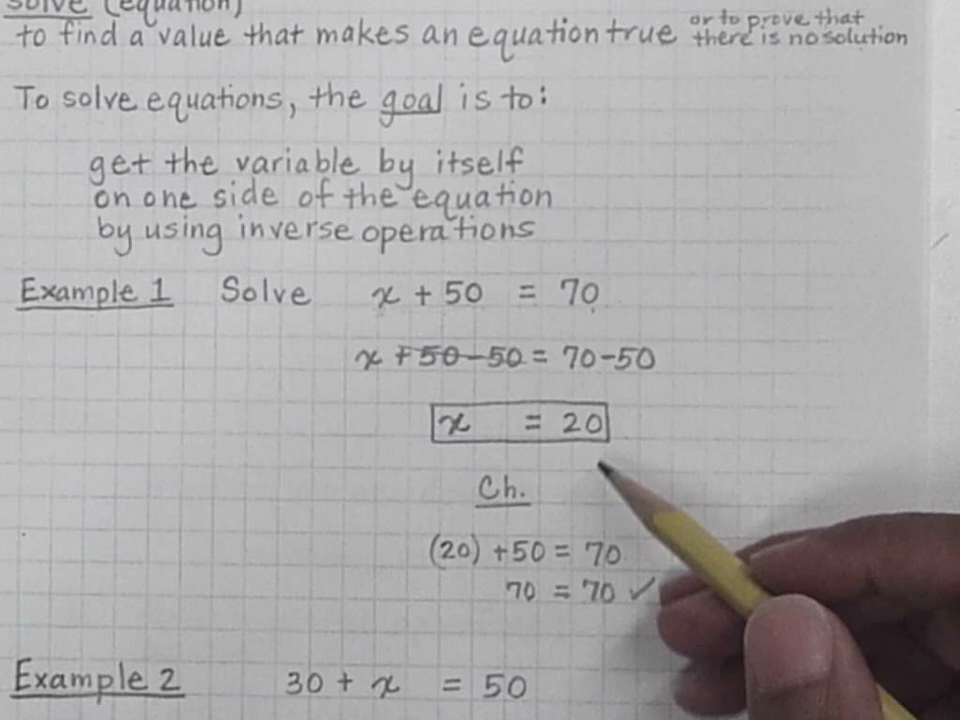 solve (equation)
to find a value that makes an equation true or to prove that there is no solution
To solve equations, the goal is to:
get the variable by itself
on one side of the equation
by using inverse operations
Example 1 Solve x + 50 = 70
x + 50 - 50 = 70 - 50
x = 20
Ch.
(20) + 50 = 70
70 = 70 ✓
Example 2 30 + x = 50